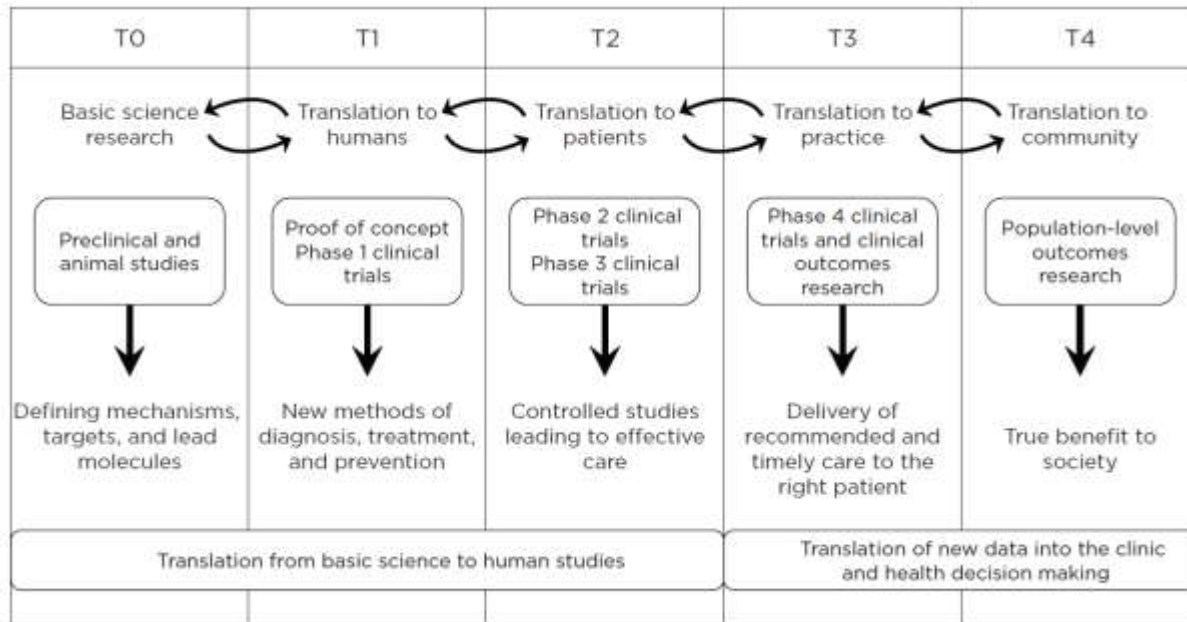 T0
T1
T2
T3
T4
Basic science
research
Translation to
humans
Translation to
patients
Translation to
practice
Translation to
community
Preclinical and
animal studies
Proof of concept
Phase 1 clinical
trials
Phase 2 clinical
trials
Phase 3 clinical
trials
Phase 4 clinical
trials and clinical
outcomes
research
Population-level
outcomes
research
Defining mechanisms,
targets, and lead
molecules
New methods of
diagnosis, treatment,
and prevention
Controlled studies
leading to effective
care
Delivery of
recommended and
timely care to the
right patient
True benefit to
society
Translation from basic science to human studies
Translation of new data into the clinic
and health decision making